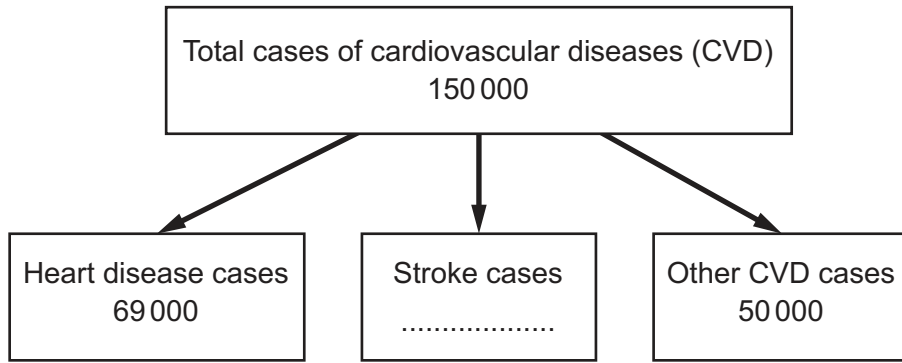 Total cases of cardiovascular diseases (CVD)
150 000
Heart disease cases
69 000
Stroke cases
...................
Other CVD cases
50 000